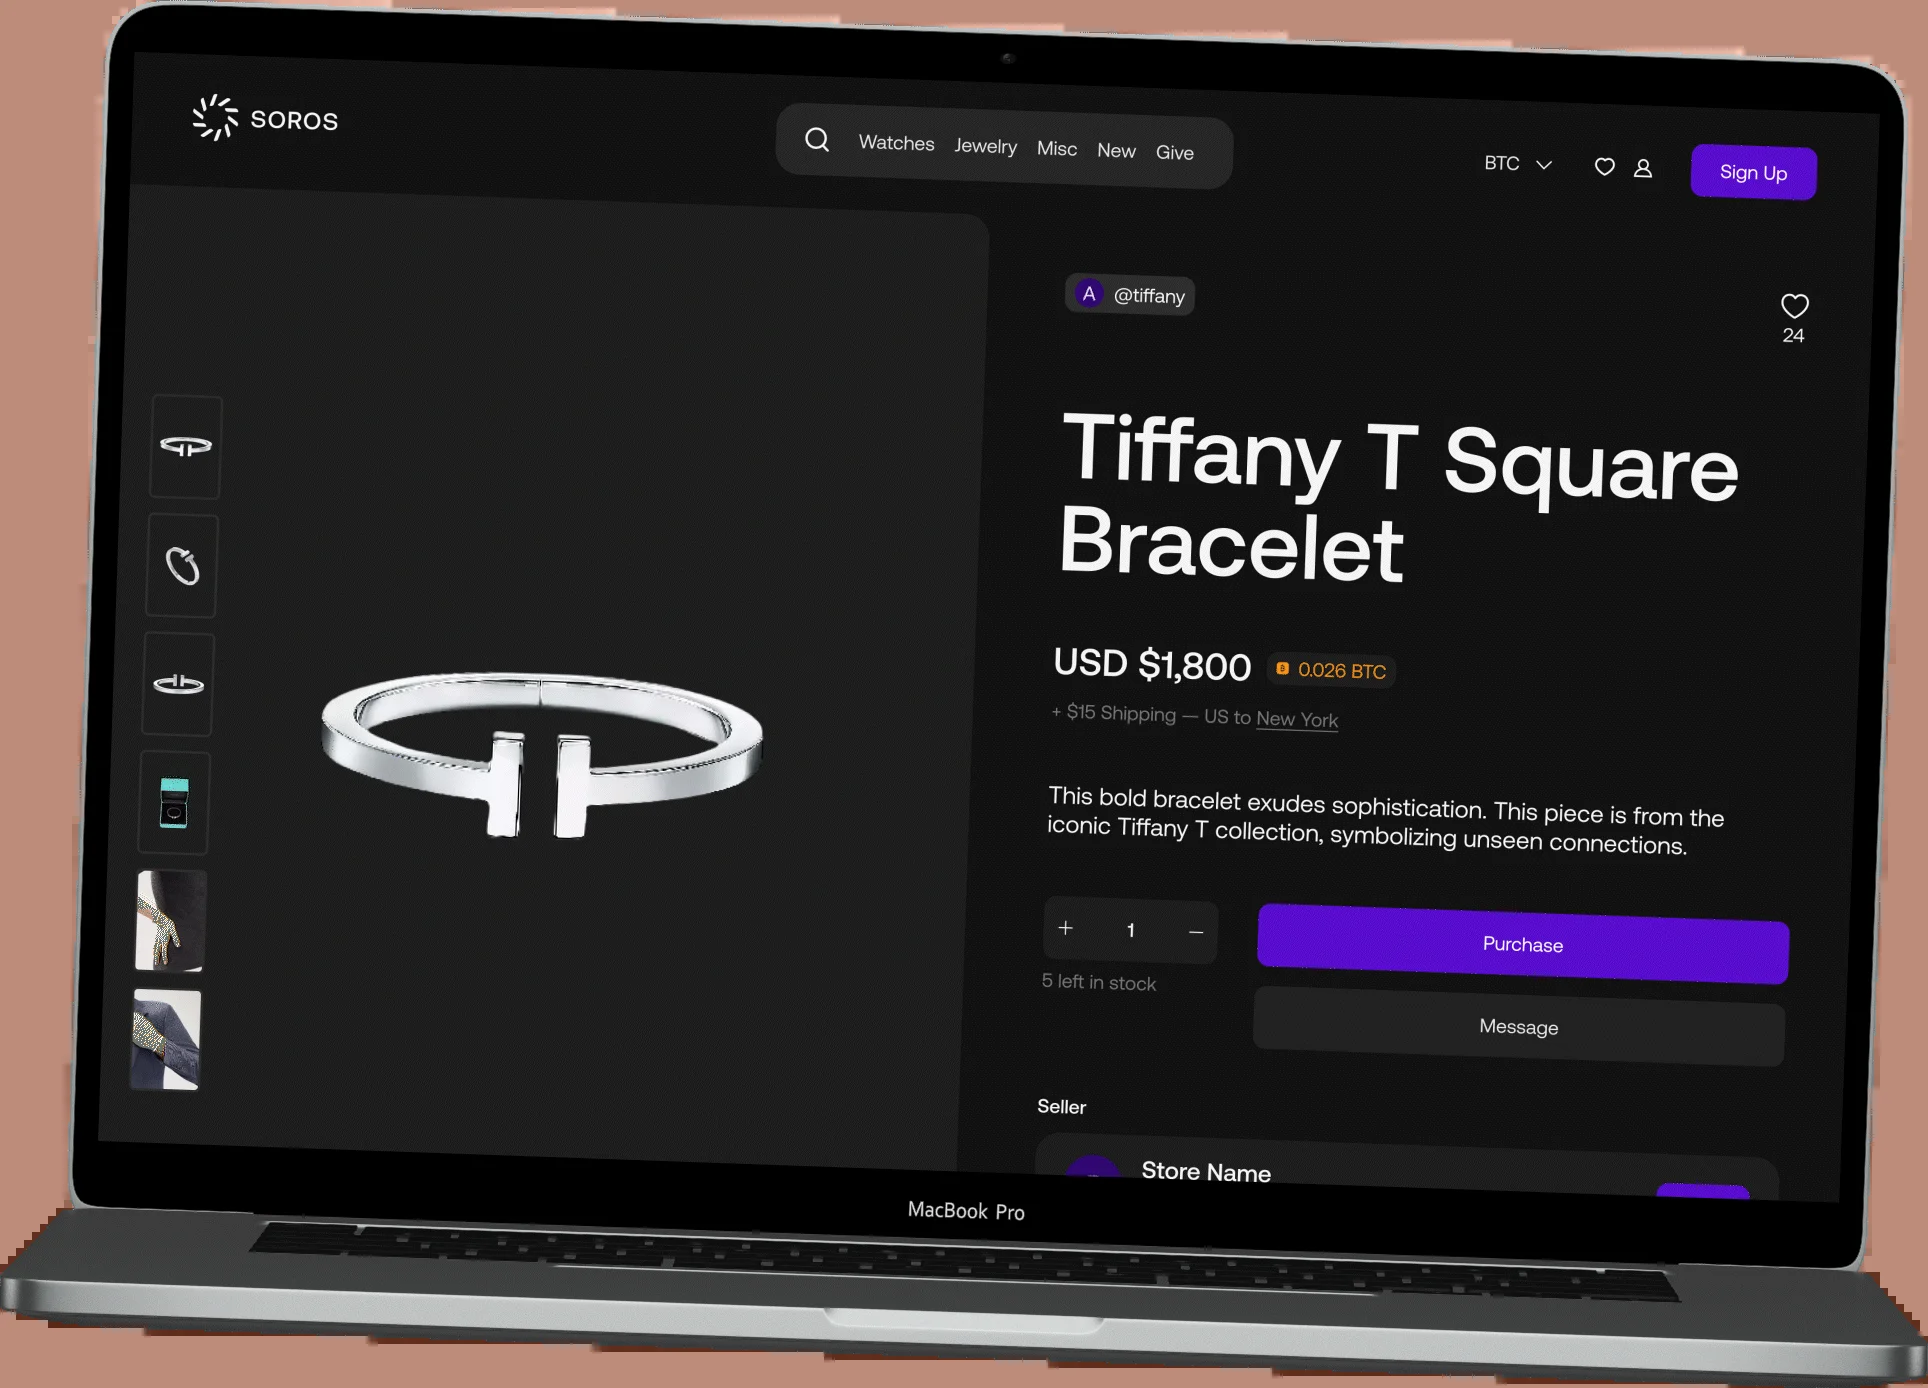 SOROS
Watches Jewelry Misc New Give
BTC
Sign Up
A @tiffany
24
Tiffany T Square
Bracelet
USD $1,800 0.026 BTC
+ $15 Shipping — US to New York
This bold bracelet exudes sophistication. This piece is from the
iconic Tiffany T collection, symbolizing unseen connections.
+ 1 −
5 left in stock
Purchase
Message
Seller
Store Name
MacBook Pro